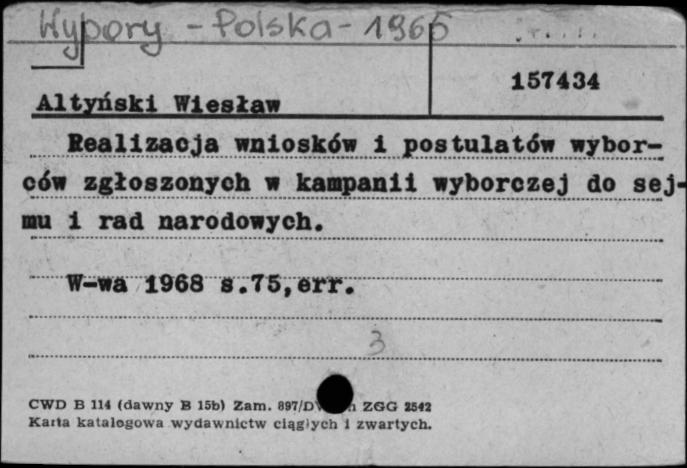 Wypory - Polska - 1965
157434
Altyński Wiesław
Realizacja wniosków i postulatów wybor-
ców zgłoszonych w kampanii wyborczej do sej-
mu i rad narodowych.
W-wa 1968 s.75,err.
3
CWD B 114 (dawny B 15b) Zam. 897/D ZGG 2542
Karta katalogowa wydawnictw ciągłych i zwartych.